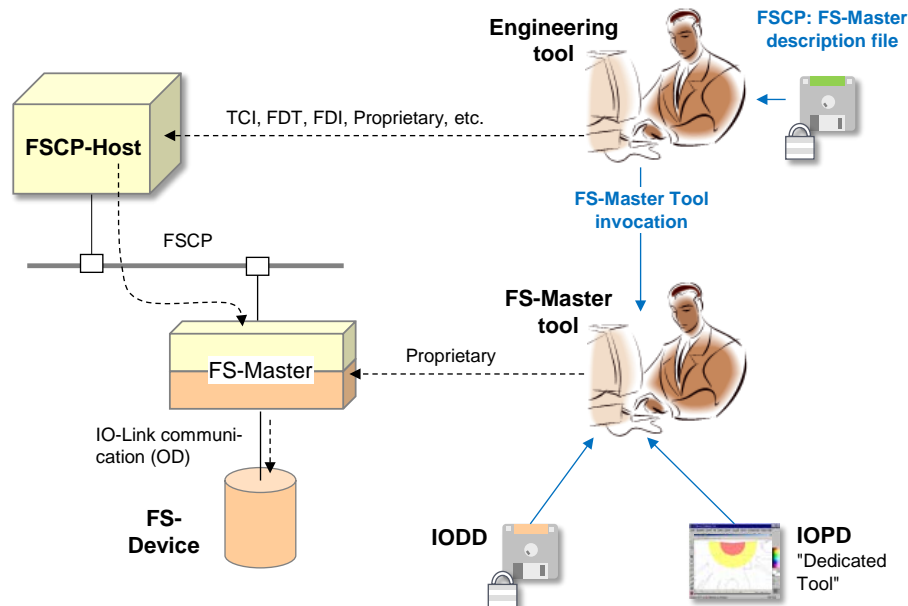 Engineering
tool
FSCP: FS-Master
description file
TCI, FDT, FDI, Proprietary, etc.
FSCP-Host
FS-Master Tool
invocation
FSCP
FS-Master
tool
FS-Master
Proprietary
IO-Link communi-
cation (OD)
FS-
Device
IODD
IOPD
"Dedicated
Tool"